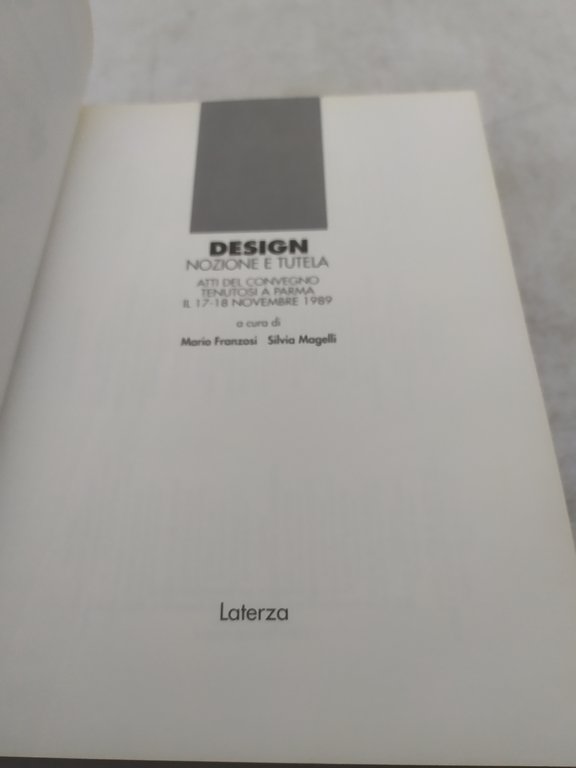 DESIGN
NOZIONE E TUTELA
ATTI DEL CONVEGNO
TENUTOSI A PARMA
IL 17-18 NOVEMBRE 1989
a cura di
Mario Franzosi Silvia Magelli
Laterza